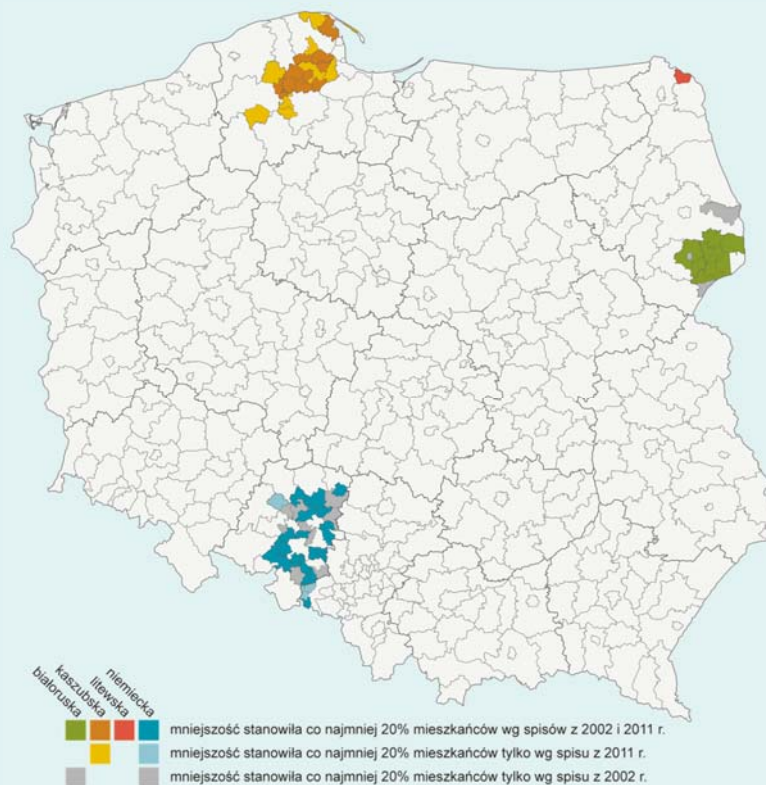 białoruska
kaszubska
litewska
niemiecka
mniejszość stanowiła co najmniej 20% mieszkańców wg spisów z 2002 i 2011 r.
mniejszość stanowiła co najmniej 20% mieszkańców tylko wg spisu z 2011 r.
mniejszość stanowiła co najmniej 20% mieszkańców tylko wg spisu z 2002 r.